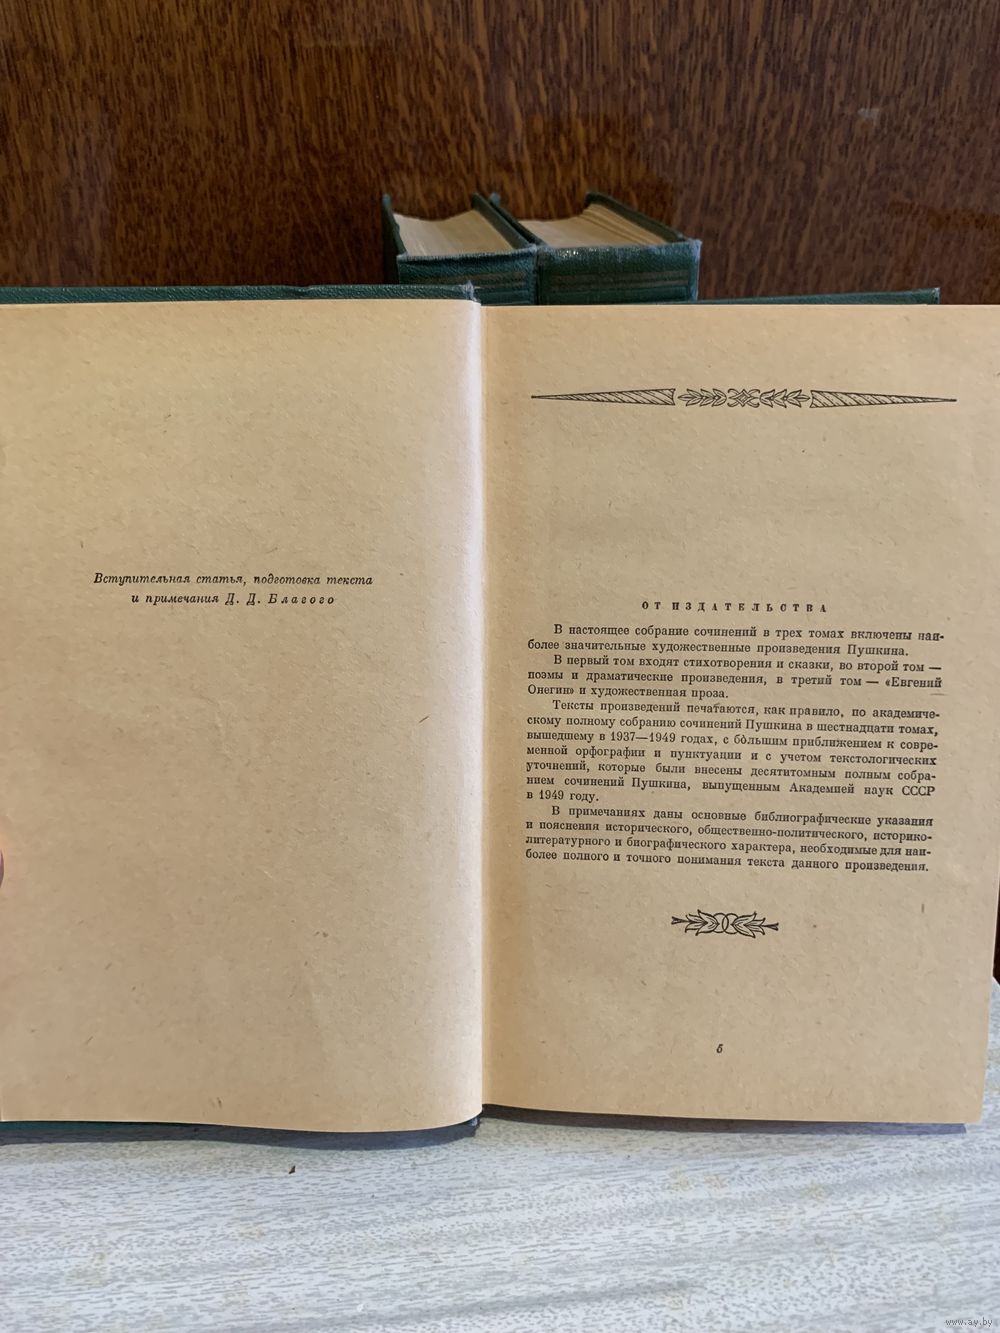 Вступительная статья, подготовка текста
и примечания Д. Д. Благого
ОТ ИЗДАТЕЛЬСТВА
В настоящее собрание сочинений в трех томах включены наи-
более значительные художественные произведения Пушкина.
В первый том входят стихотворения и сказки, во второй том —
поэмы и драматические произведения, в третий том — «Евгений
Онегин» и художественная проза.
Тексты произведений печатаются, как правило, по академиче-
скому полному собранию сочинений Пушкина в шестнадцати томах,
вышедшему в 1937—1949 годах, с бо́льшим приближением к совре-
менной орфографии и пунктуации и с учетом текстологических
уточнений, которые были внесены десятитомным полным собра-
нием сочинений Пушкина, выпущенным Академией наук СССР
в 1949 году.
В примечаниях даны основные библиографические указания
и пояснения исторического, общественно-политического, историко-
литературного и биографического характера, необходимые для наи-
более полного и точного понимания текста данного произведения.
5
www.ay.by